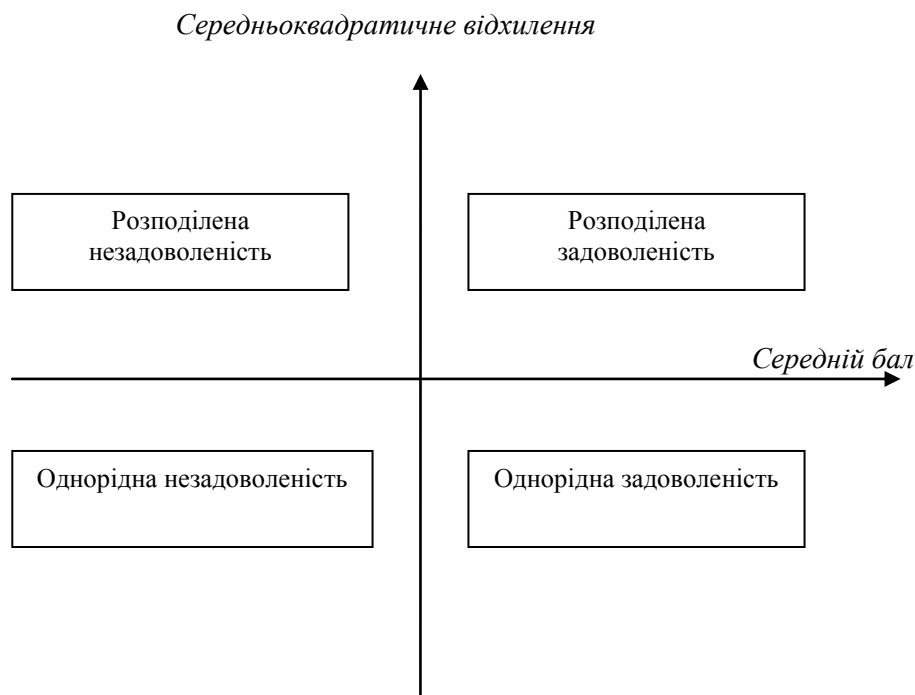 Середньоквадратичне відхилення
Розподілена
незадоволеність
Розподілена
задоволеність
Середній бал
Однорідна незадоволеність
Однорідна задоволеність